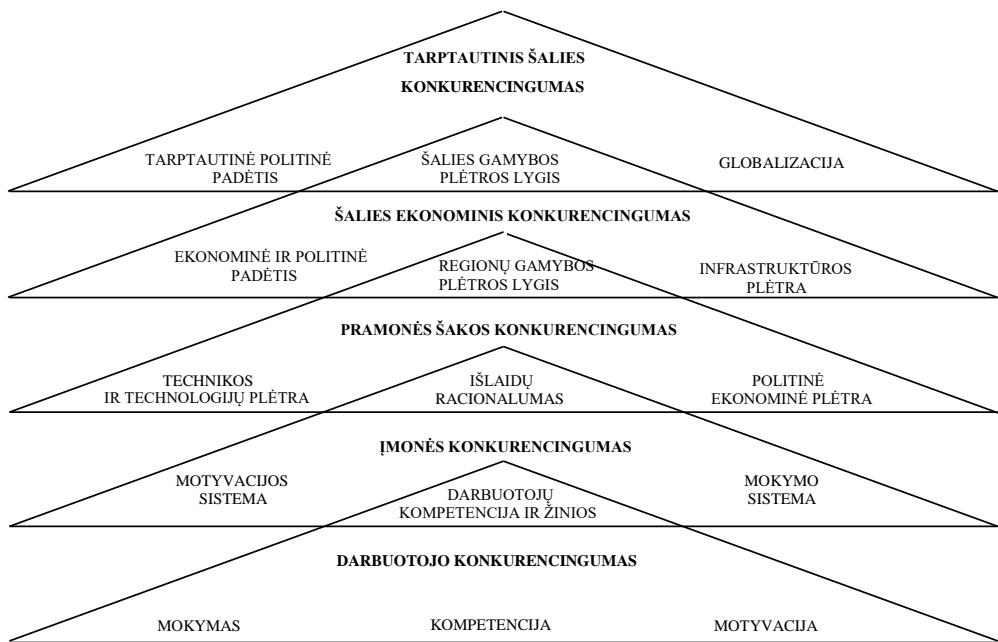 TARPTAUTINIS ŠALIES
KONKURENCINGUMAS
TARPTAUTINĖ POLITINĖ
PADĖTIS
ŠALIES GAMYBOS
PLĖTROS LYGIS
GLOBALIZACIJA
ŠALIES EKONOMINIS KONKURENCINGUMAS
EKONOMINĖ IR POLITINĖ
PADĖTIS
REGIONŲ GAMYBOS
PLĖTROS LYGIS
INFRASTRUKTŪROS
PLĖTRA
PRAMONĖS ŠAKOS KONKURENCINGUMAS
TECHNIKOS
IR TECHNOLOGIJŲ PLĖTRA
IŠLAIDŲ
RACIONALUMAS
POLITINĖ
EKONOMINĖ PLĖTRA
ĮMONĖS KONKURENCINGUMAS
MOTYVACIJOS
SISTEMA
DARBUOTOJŲ
KOMPETENCIJA IR ŽINIOS
MOKYMO
SISTEMA
DARBUOTOJO KONKURENCINGUMAS
MOKYMAS
KOMPETENCIJA
MOTYVACIJA